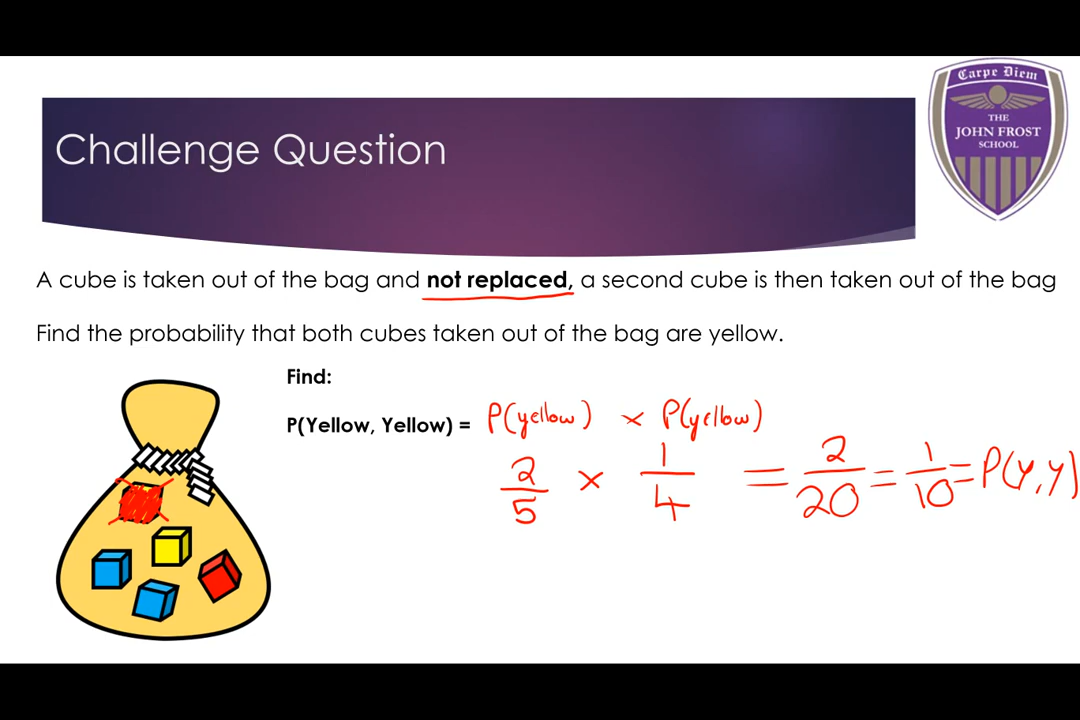 Carpe Diem
THE
JOHN FROST
SCHOOL
Challenge Question
A cube is taken out of the bag and not replaced, a second cube is then taken out of the bag
Find the probability that both cubes taken out of the bag are yellow.
Find:
P(Yellow, Yellow) = P(yellow) × P(yellow)
2/5 × 1/4 = 2/20 = 1/10 = P(Y,Y)